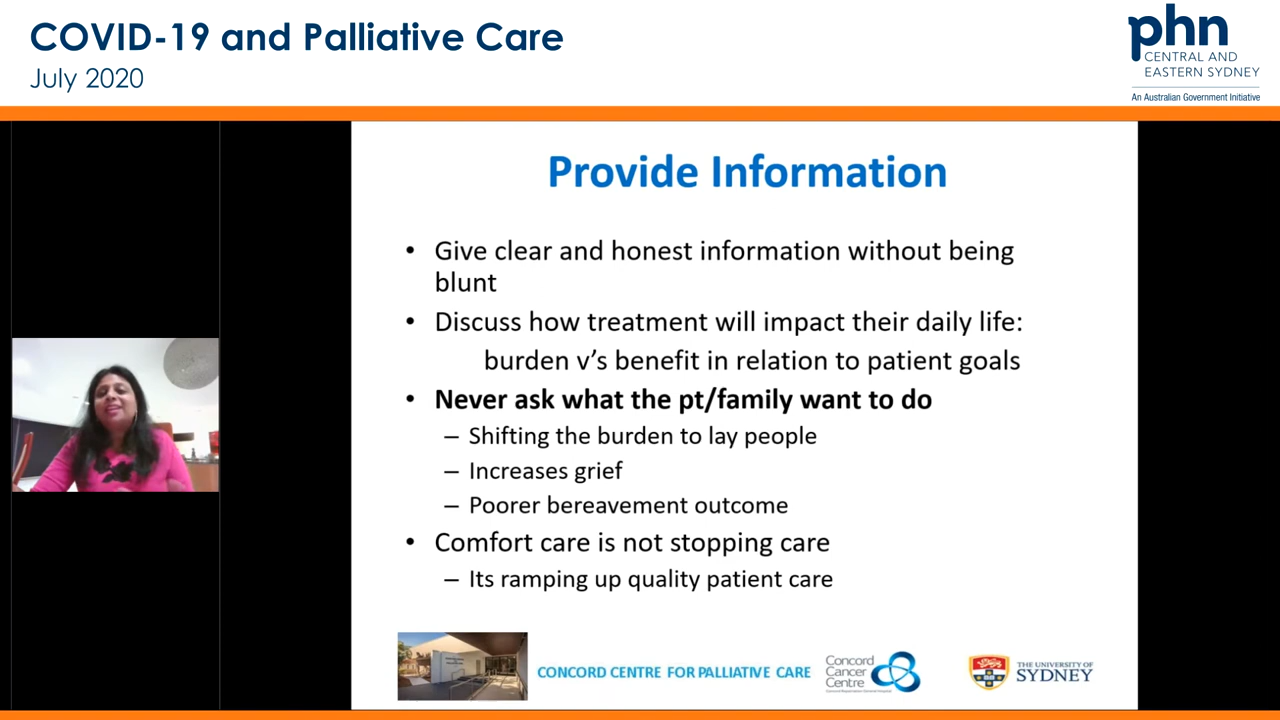 COVID-19 and Palliative Care
July 2020
phn
CENTRAL AND
EASTERN SYDNEY
An Australian Government Initiative
Provide Information
• Give clear and honest information without being
blunt
• Discuss how treatment will impact their daily life:
burden v’s benefit in relation to patient goals
• Never ask what the pt/family want to do
– Shifting the burden to lay people
– Increases grief
– Poorer bereavement outcome
• Comfort care is not stopping care
– Its ramping up quality patient care
CONCORD CENTRE FOR PALLIATIVE CARE
Concord
Cancer
Centre
THE UNIVERSITY OF
SYDNEY